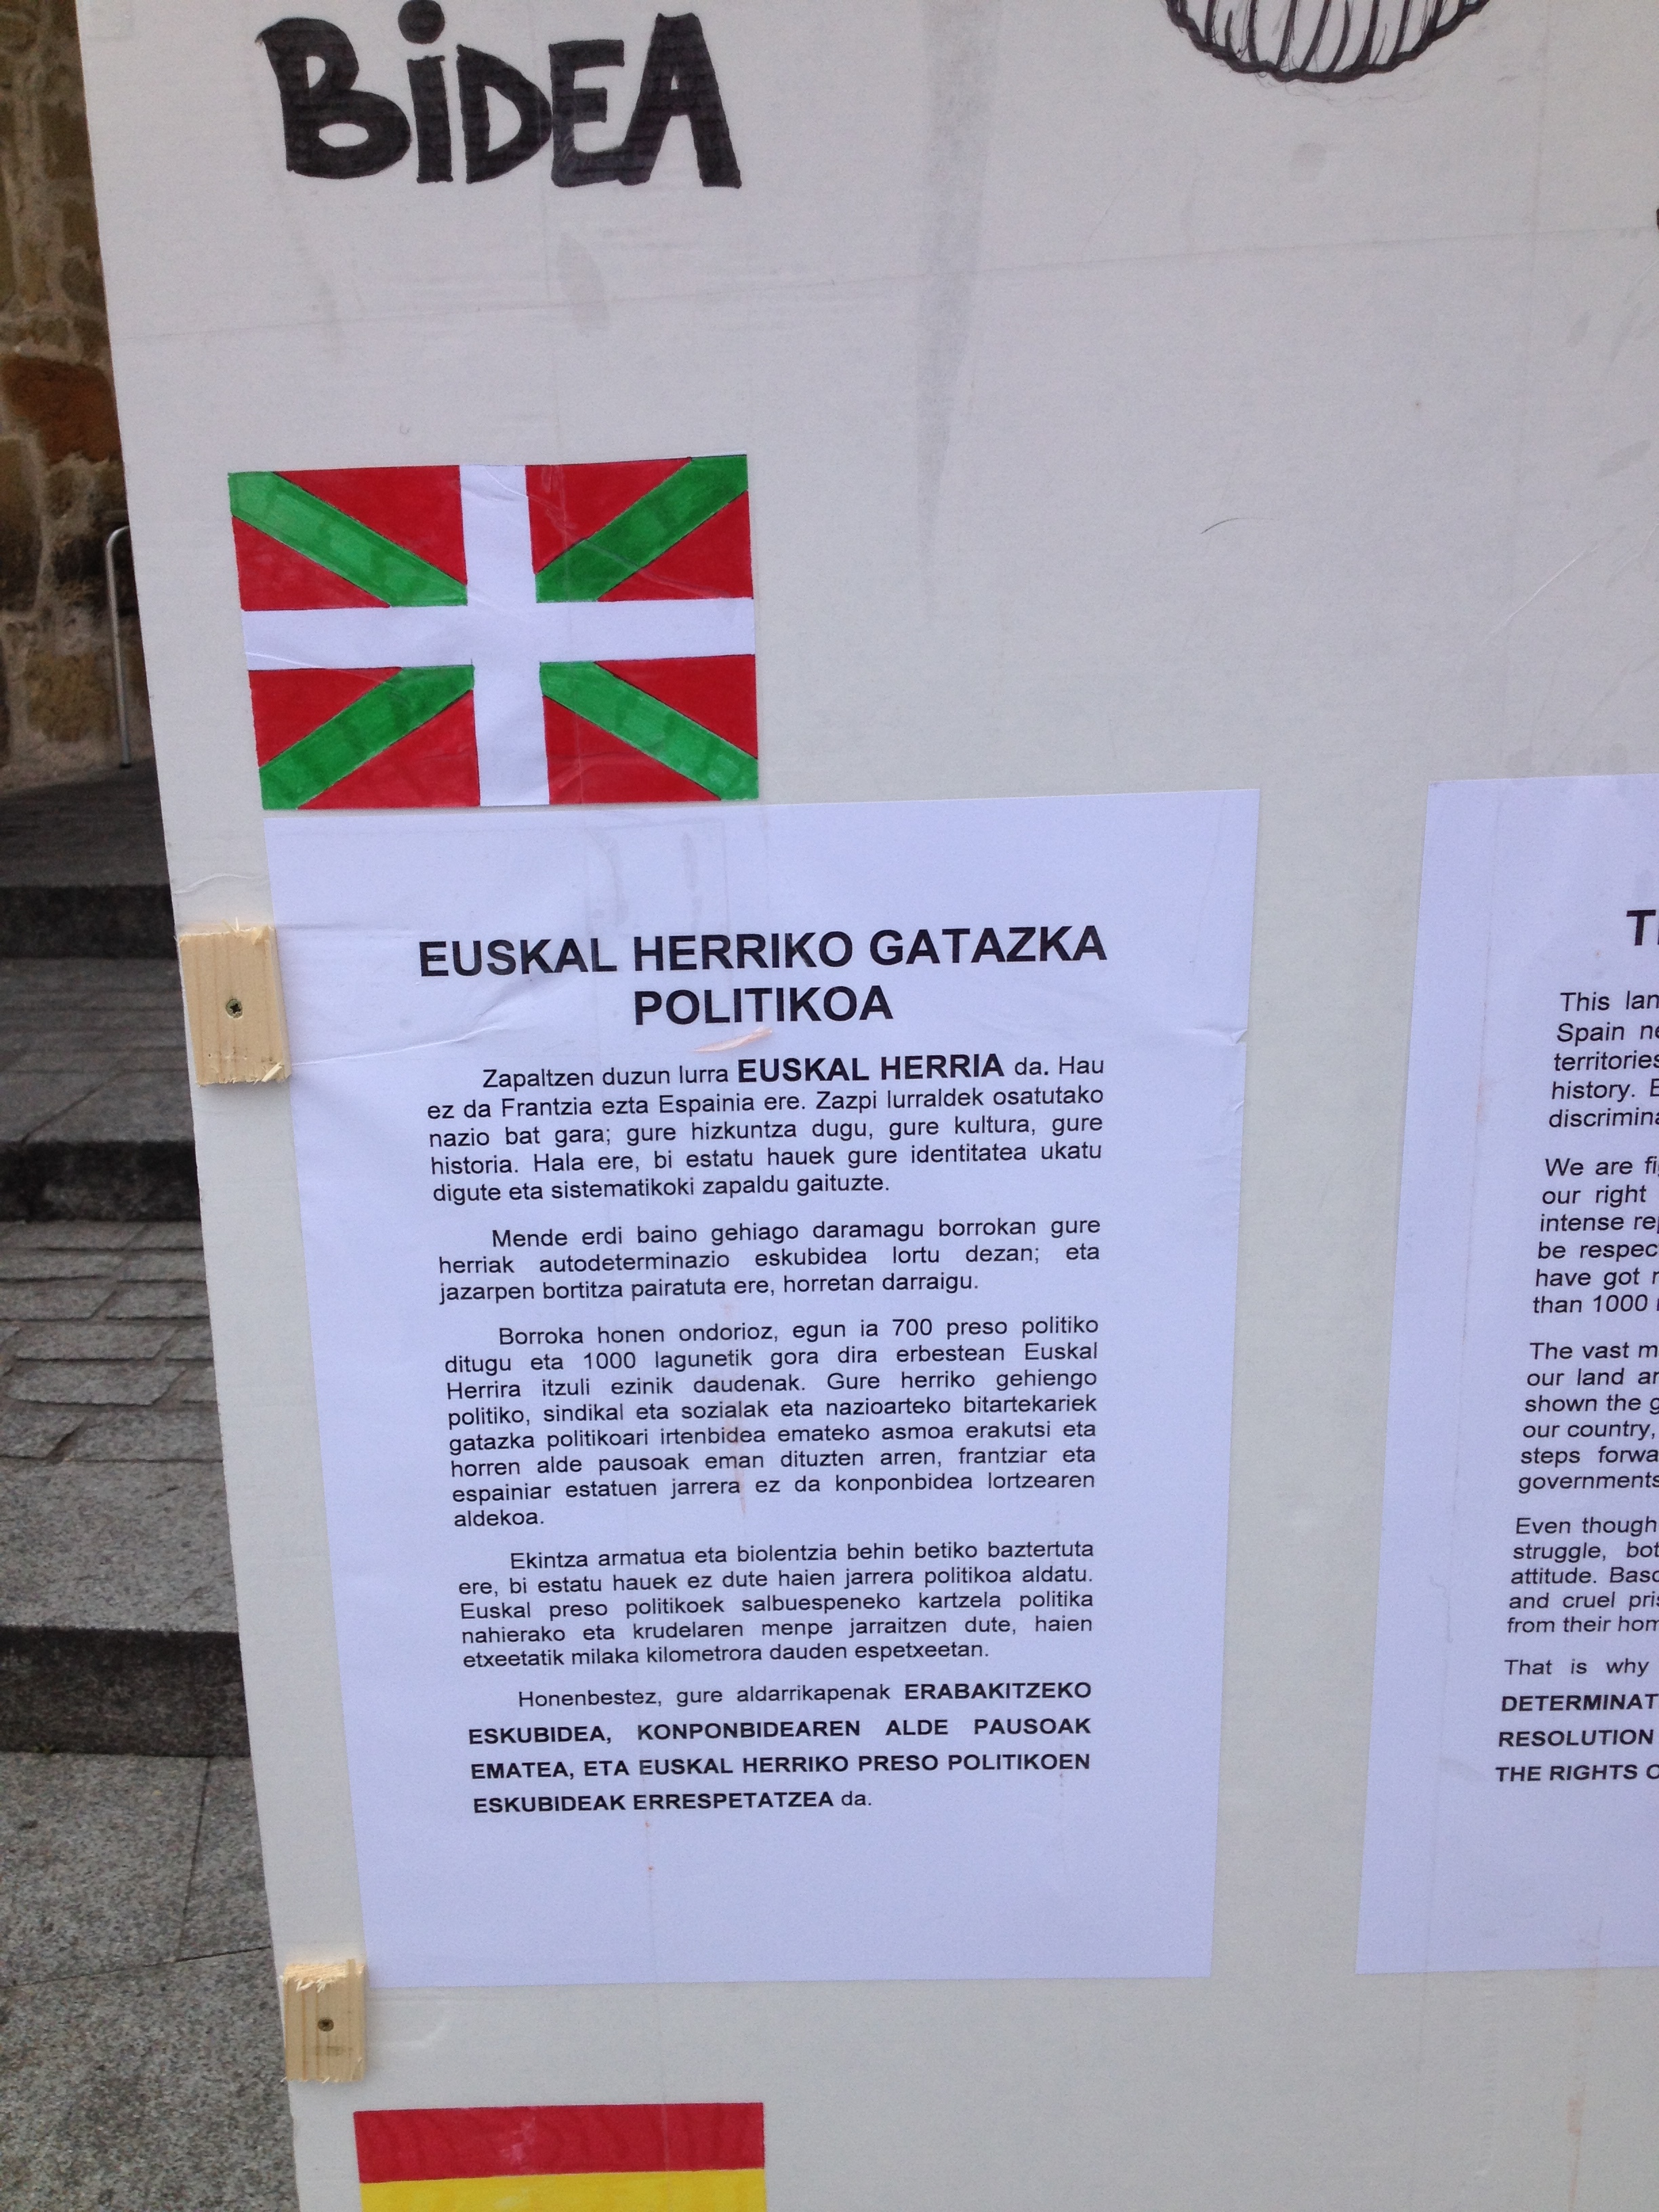 BiDEA
EUSKAL HERRIKO GATAZKA
POLITIKOA
Zapaltzen duzun lurra EUSKAL HERRIA da. Hau
ez da Frantzia ezta Espainia ere. Zazpi lurraldek osatutako
nazio bat gara; gure hizkuntza dugu, gure kultura, gure
historia. Hala ere, bi estatu hauek gure identitatea ukatu
digute eta sistematikoki zapaldu gaituzte.
Mende erdi baino gehiago daramagu borrokan gure
herriak autodeterminazio eskubidea lortu dezan; eta
jazarpen bortitza pairatuta ere, horretan darraigu.
Borroka honen ondorioz, egun ia 700 preso politiko
ditugu eta 1000 lagunetik gora dira erbestean Euskal
Herrira itzuli ezinik daudenak. Gure herriko gehiengo
politiko, sindikal eta sozialak eta nazioarteko bitartekariek
gatazka politikoari irtenbidea emateko asmoa erakutsi eta
horren alde pausoak eman dituzten arren, frantziar eta
espainiar estatuen jarrera ez da konponbidea lortzearen
aldekoa.
Ekintza armatua eta biolentzia behin betiko baztertuta
ere, bi estatu hauek ez dute haien jarrera politikoa aldatu.
Euskal preso politikoek salbuespeneko kartzela politika
nahierako eta krudelaren menpe jarraitzen dute, haien
etxeetatik milaka kilometrora dauden espetxeetan.
Honenbestez, gure aldarrikapenak ERABAKITZEKO
ESKUBIDEA, KONPONBIDEAREN ALDE PAUSOAK
EMATEA, ETA EUSKAL HERRIKO PRESO POLITIKOEN
ESKUBIDEAK ERRESPETATZEA da.
This
Spain
territories
history.
We are
our right
intense
be
have got
than 1000
The vast
our land
shown the
our country,
steps
governments
Even though
struggle,
attitude.
and cruel
from their
That is why
RESOLUTION
THE RIGHTS